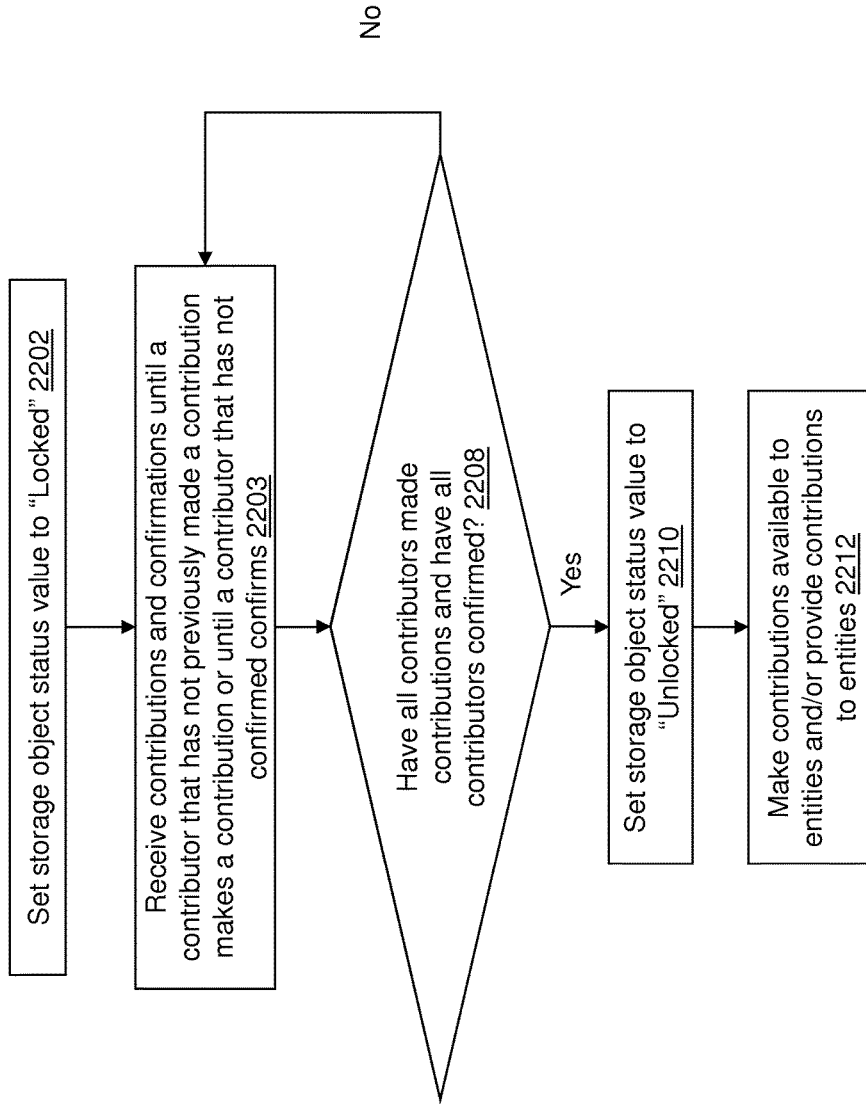 Set storage object status value to “Locked” 2202
Receive contributions and confirmations until a
contributor that has not previously made a contribution
makes a contribution or until a contributor that has not
confirmed confirms 2203
No
Have all contributors made
contributions and have all
contributors confirmed? 2208
Yes
Set storage object status value to
“Unlocked” 2210
Make contributions available to
entities and/or provide contributions
to entities 2212